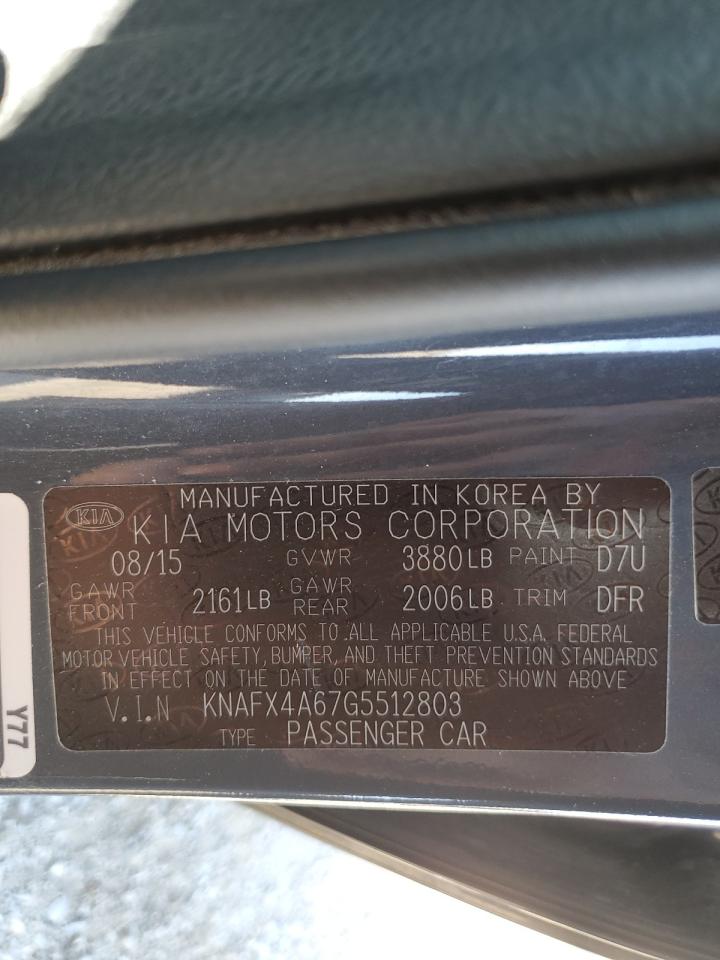 MANUFACTURED IN KOREA BY
KIA KIA MOTORS CORPORATION
08/15 GVWR 3880LB PAINT D7U
GAWR FRONT 2161LB GAWR REAR 2006LB TRIM DFR
THIS VEHICLE CONFORMS TO ALL APPLICABLE U.S.A. FEDERAL
MOTOR VEHICLE SAFETY, BUMPER, AND THEFT PREVENTION STANDARDS
IN EFFECT ON THE DATE OF MANUFACTURE SHOWN ABOVE
V.I.N KNAFX4A67G5512803
TYPE PASSENGER CAR
Y77